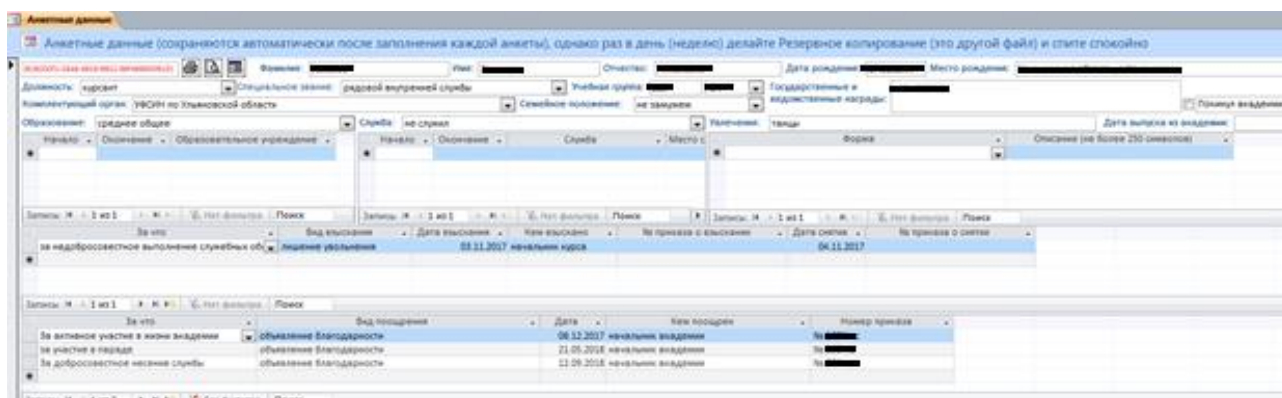 Анкетные данные
Анкетные данные (сохраняются автоматически после заполнения каждой анкеты), однако раз в день (неделю) делайте Резервное копирование (это другой файл) и спите спокойно
Фамилия: Имя: Отчество: Дата рождения: Место рождения:
Должность: курсант Специальное звание: рядовой внутренней службы Учебная группа: Государственные и ведомственные награды:
Комплектующий орган: УФСИН по Ульяновской области Семейное положение: не замужем Покинул академию
Образование: среднее общее Служба: не служил Увлечения: танцы Дата выпуска из академии:
Начало Окончание Образовательное учреждение Начало Окончание Служба Место с Форма Описание (не более 250 символов)
Запись: 1 из 1 Нет фильтра Поиск Запись: 1 из 1 Нет фильтра Поиск Запись: 1 из 1 Нет фильтра Поиск
За что Вид взыскания Дата взыскания Кем взыскано № приказа о взыскании Дата снятия № приказа о снятии
за недобросовестное выполнение служебных об лишение увольнения 03.11.2017 начальник курса 04.11.2017
Запись: 1 из 1 Нет фильтра Поиск
За что Вид поощрения Дата Кем поощрен Номер приказа
За активное участие в жизни академии объявление благодарности 08.12.2017 начальник академии №
за участие в параде объявление благодарности 21.05.2018 начальник академии №
За добросовестное несение службы объявление благодарности 12.09.2018 начальник академии №